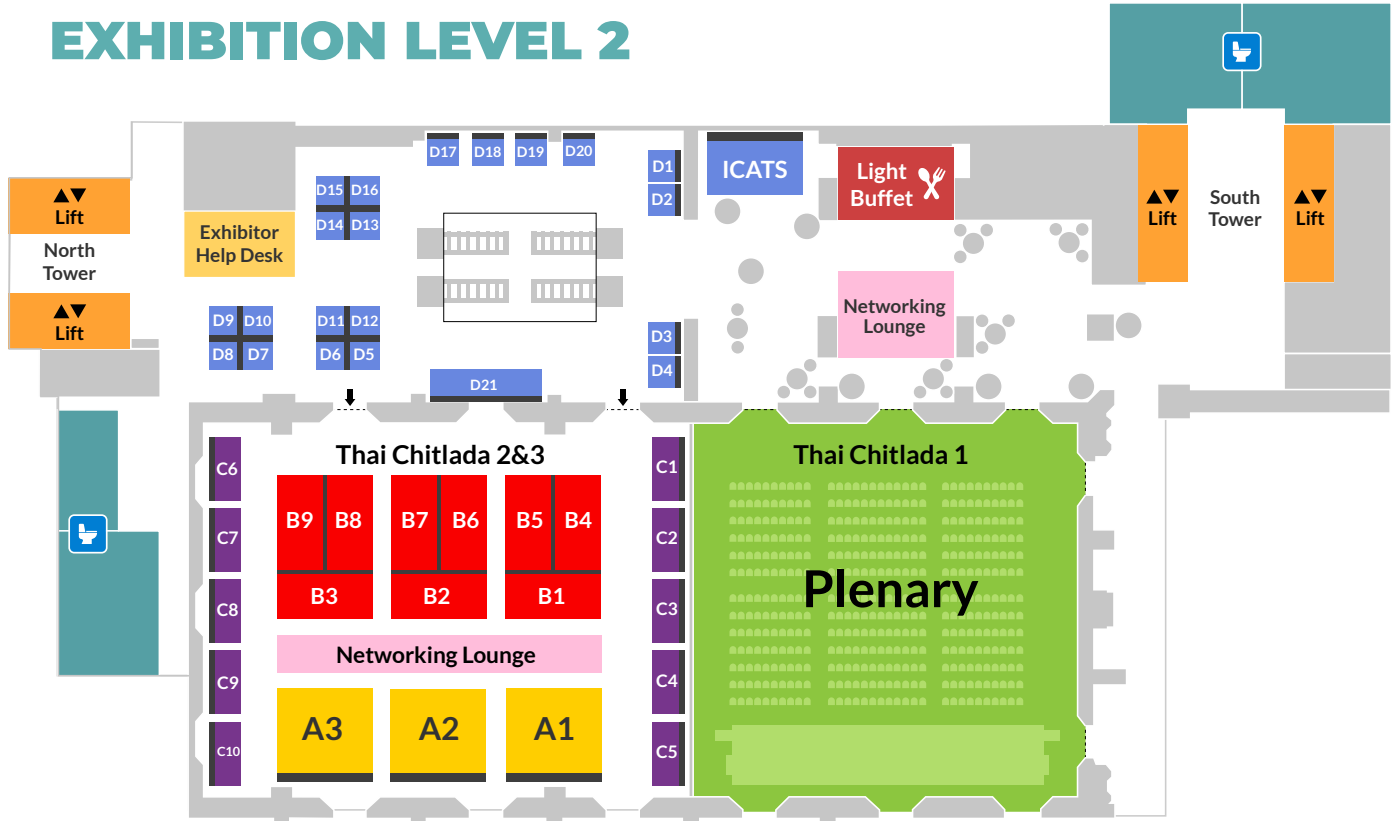 EXHIBITION LEVEL 2
D17
D18
D19
D20
D1
D2
ICATS
Light
Buffet
Lift
South
Tower
Lift
D15
D16
D14
D13
Lift
North
Tower
Lift
Exhibitor
Help Desk
D9
D10
D8
D7
D11
D12
D6
D5
D3
D4
Networking
Lounge
D21
Thai Chitlada 2&3
Thai Chitlada 1
C6
C7
C8
C9
C10
B9
B8
B7
B6
B5
B4
B3
B2
B1
Networking Lounge
A3
A2
A1
C1
C2
C3
C4
C5
Plenary